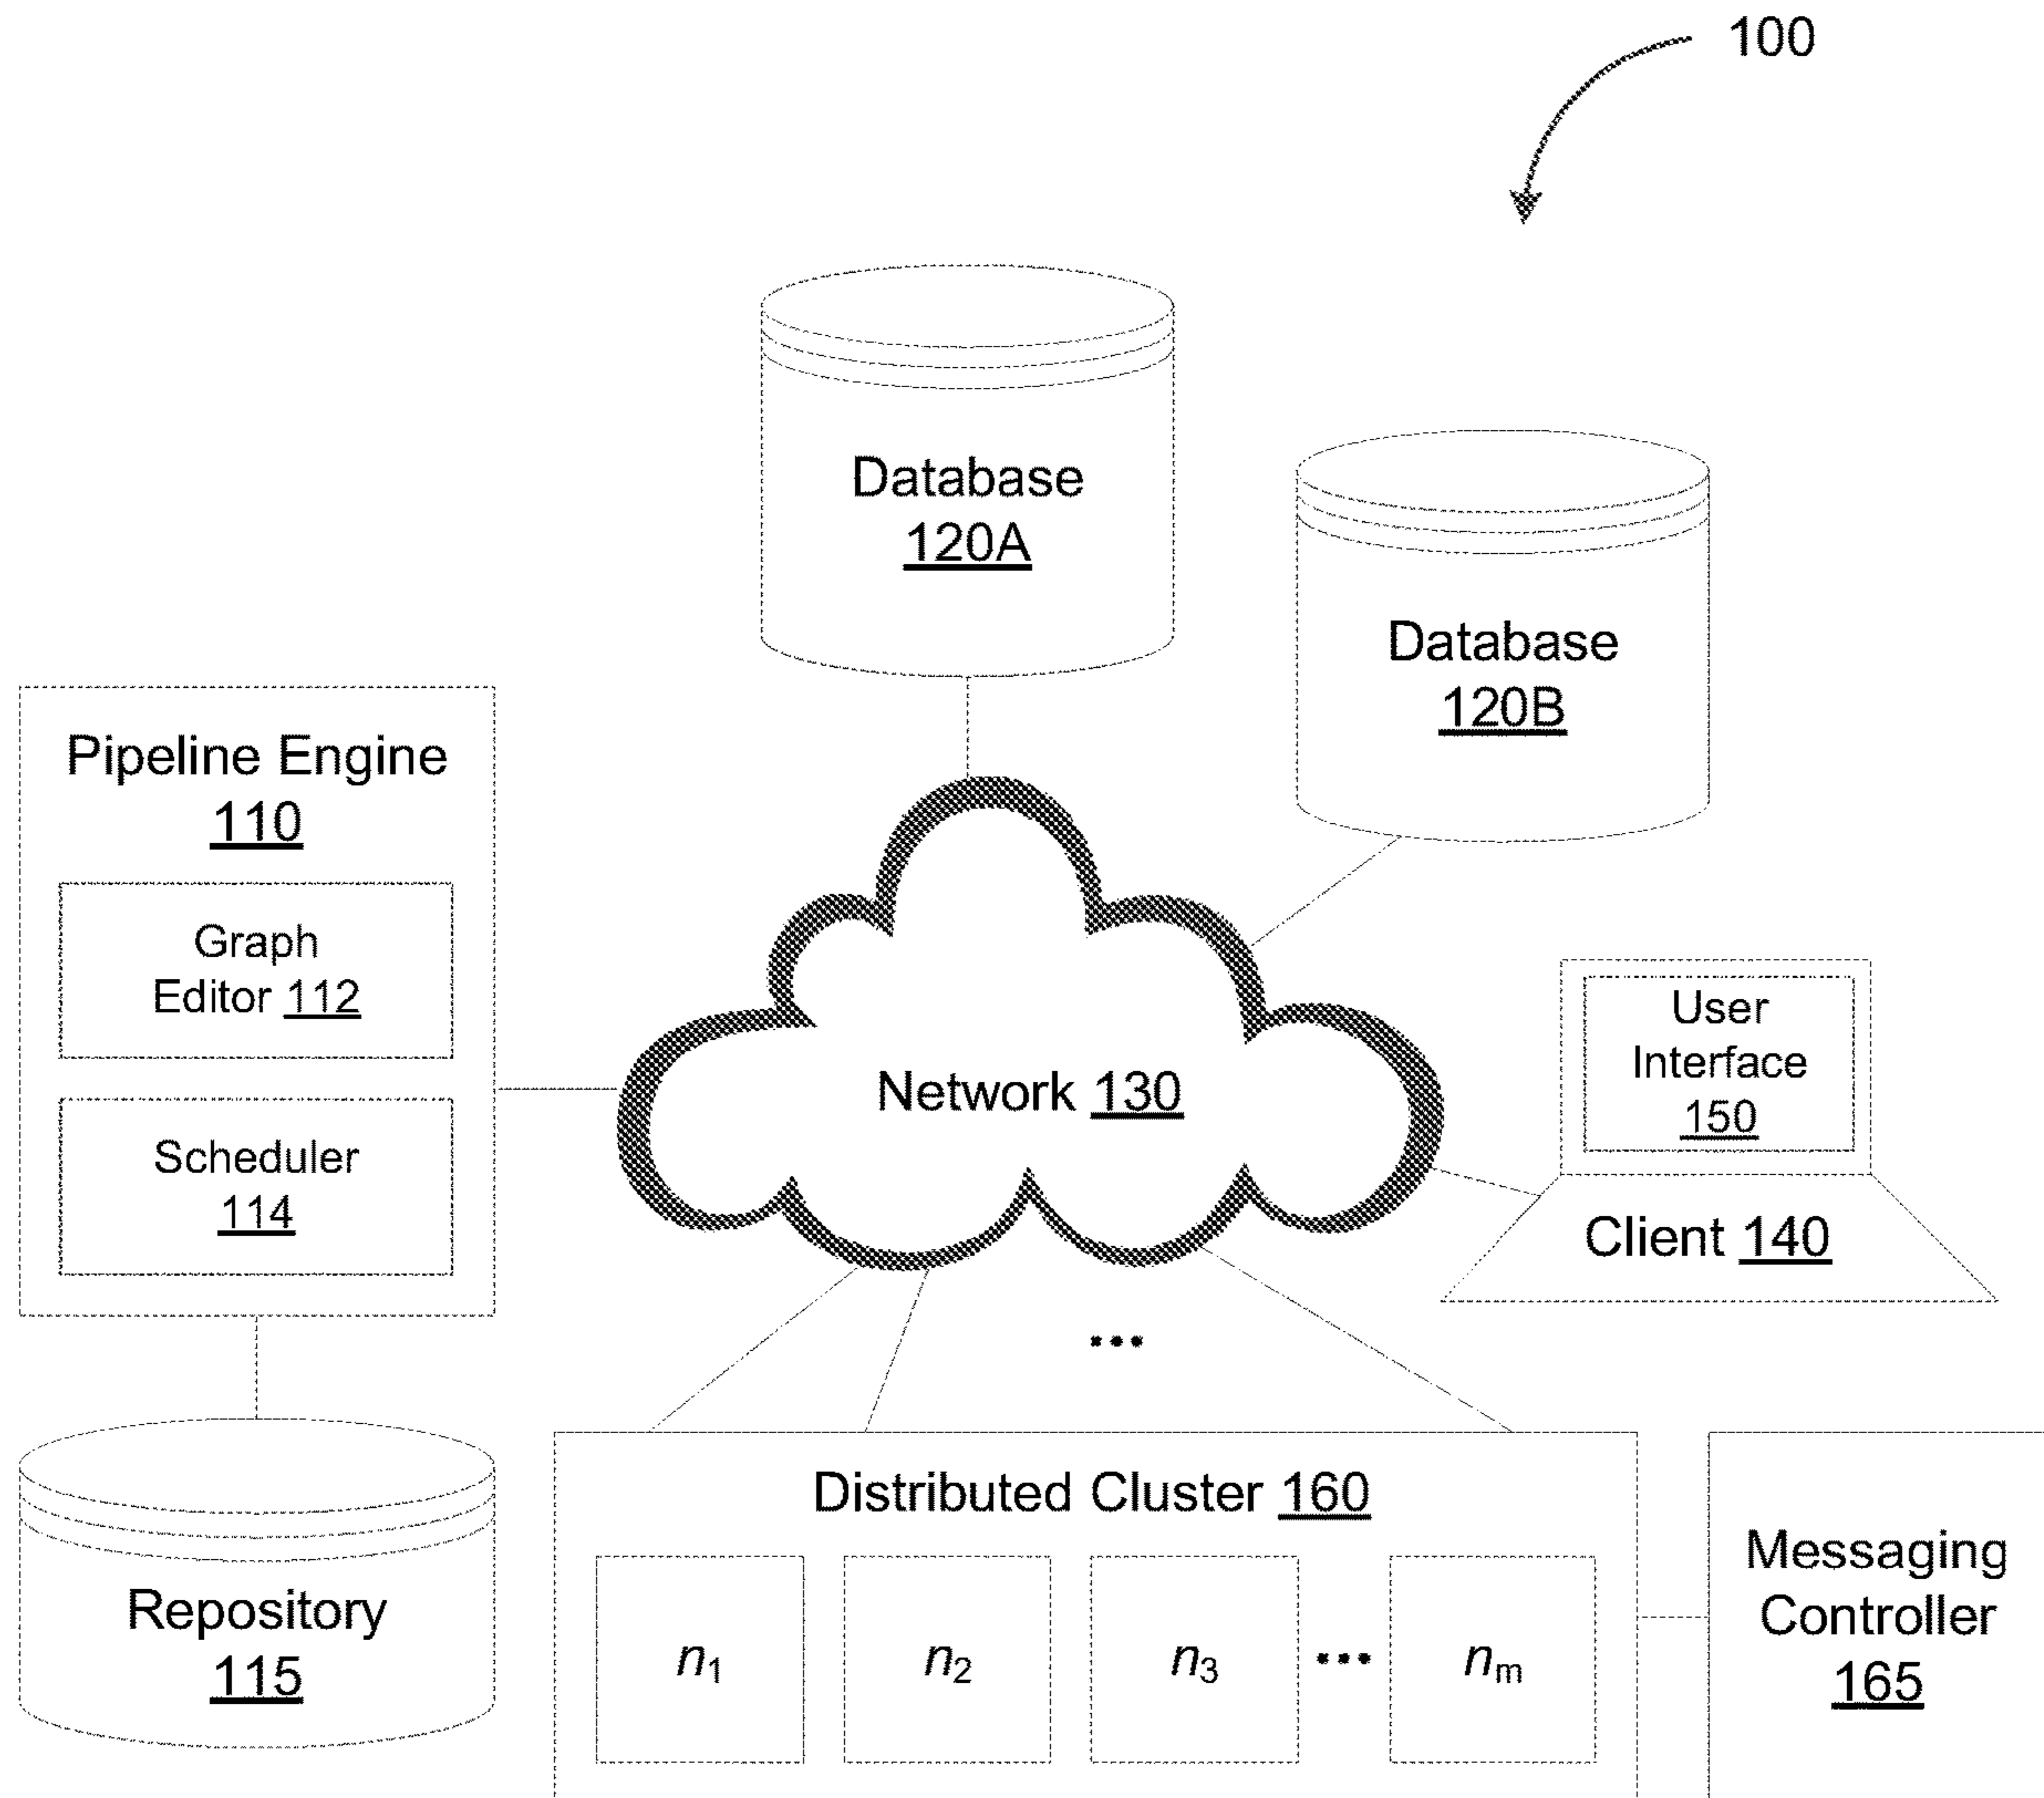 100
Database
120A
Database
120B
Pipeline Engine
110
Graph
Editor 112
Scheduler
114
Network 130
User
Interface
150
Client 140
...
Repository
115
Distributed Cluster 160
n1
n2
n3
...
nm
Messaging
Controller
165